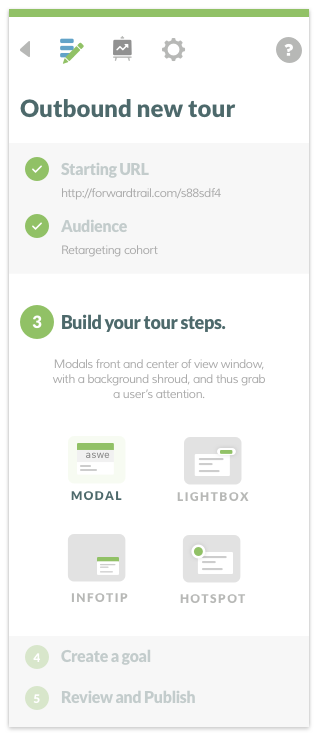 ?
Outbound new tour
Starting URL
http://forwardtrail.com/s88sdf4
Audience
Retargeting cohort
3 Build your tour steps.
Modals front and center of view window,
with a background shroud, and thus grab
a user's attention.
aswe
MODAL
LIGHTBOX
INFOTIP
HOTSPOT
4 Create a goal
5 Review and Publish